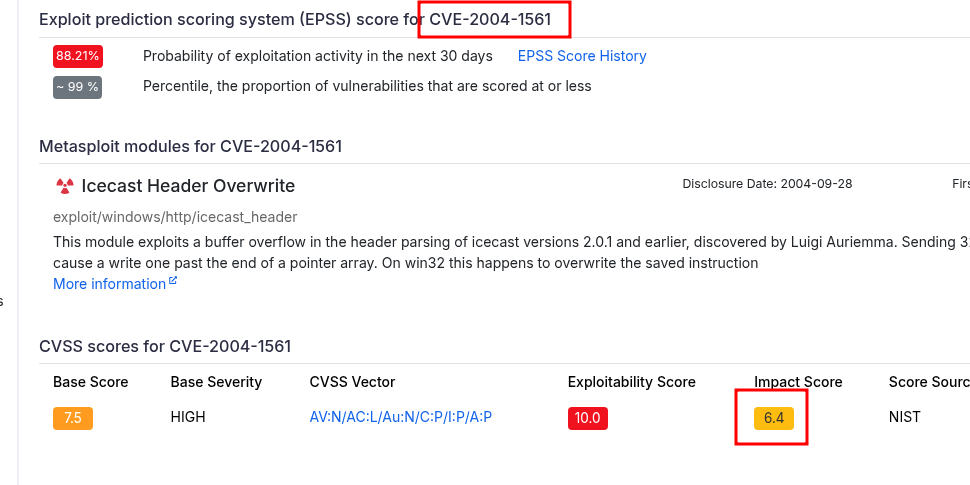 Exploit prediction scoring system (EPSS) score for CVE-2004-1561
88.21% Probability of exploitation activity in the next 30 days EPSS Score History
~ 99 % Percentile, the proportion of vulnerabilities that are scored at or less
Metasploit modules for CVE-2004-1561
Icecast Header Overwrite Disclosure Date: 2004-09-28
exploit/windows/http/icecast_header
This module exploits a buffer overflow in the header parsing of icecast versions 2.0.1 and earlier, discovered by Luigi Auriemma. Sending
cause a write one past the end of a pointer array. On win32 this happens to overwrite the saved instruction
More information
s
CVSS scores for CVE-2004-1561
Base Score Base Severity CVSS Vector Exploitability Score Impact Score Score
7.5 HIGH AV:N/AC:L/Au:N/C:P/I:P/A:P 10.0 6.4 NIST